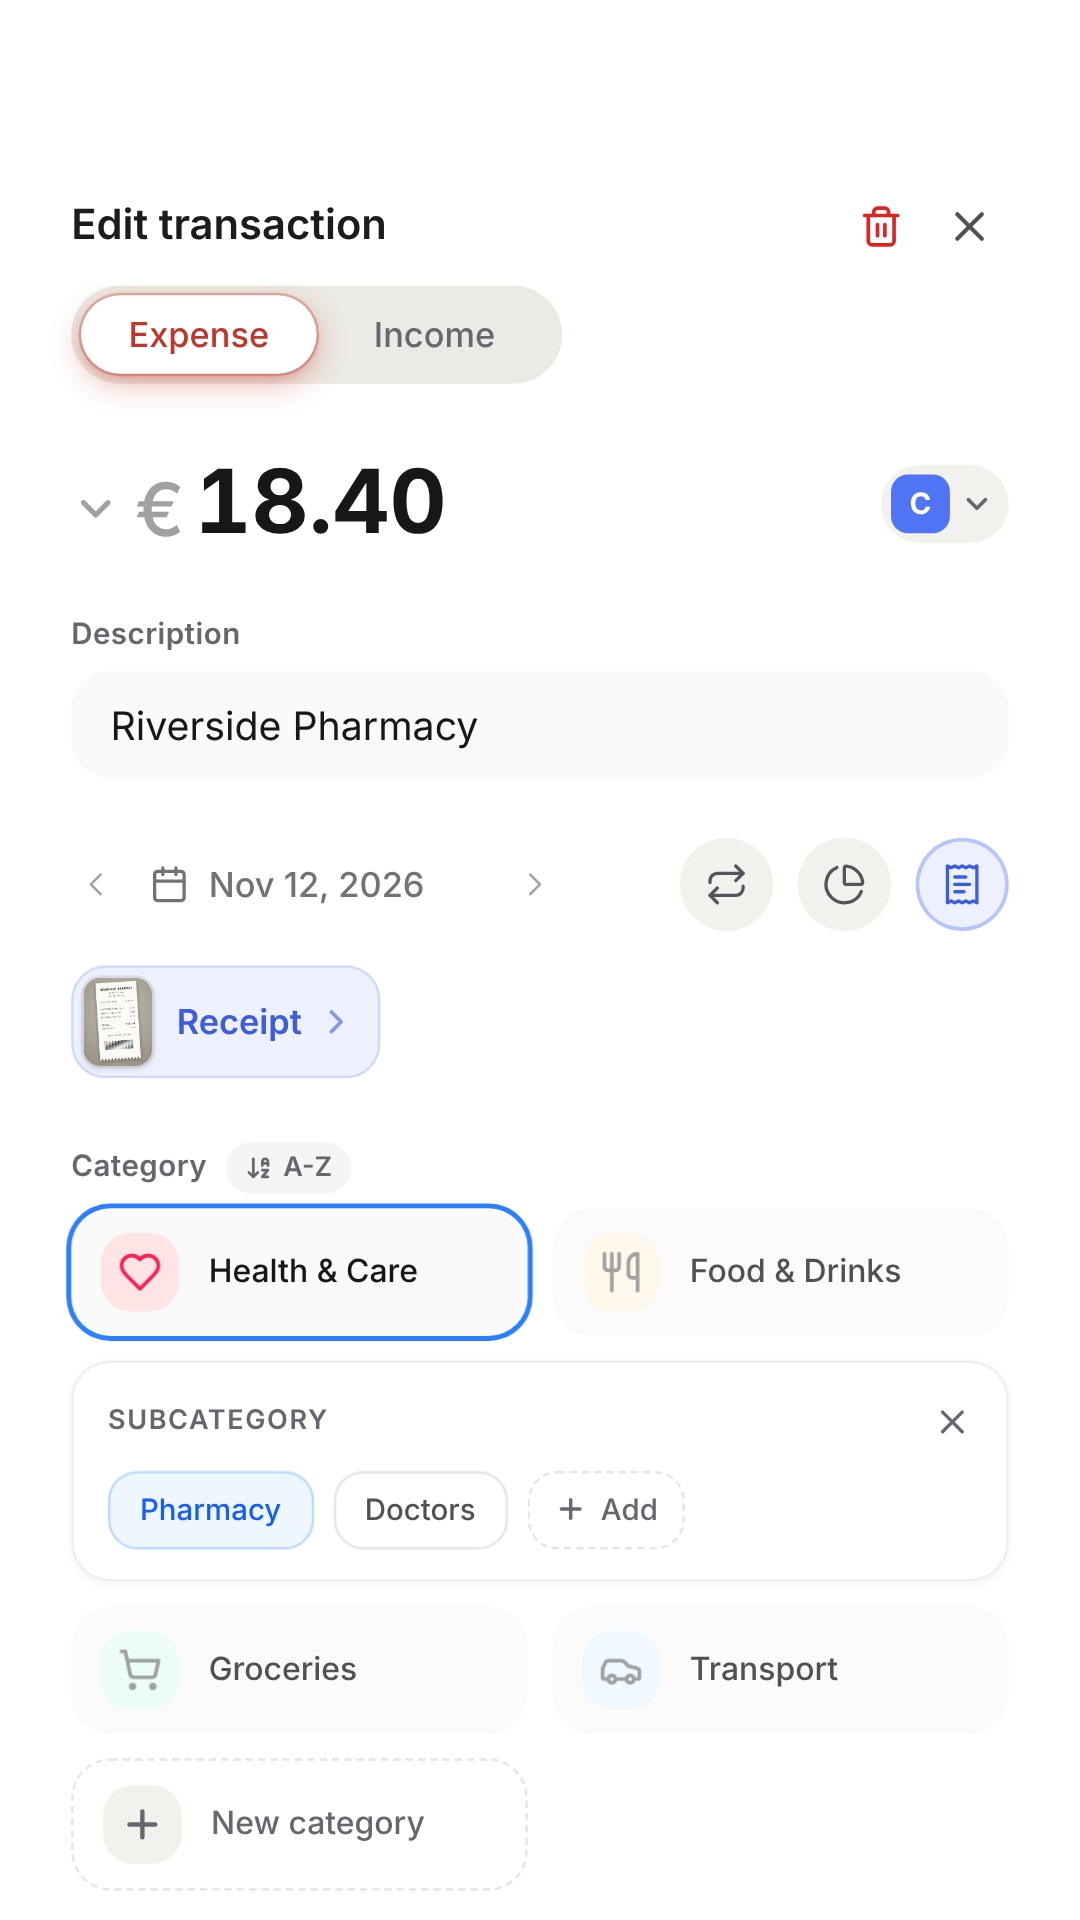 Edit transaction
Expense Income
€ 18.40 C
Description
Riverside Pharmacy
Nov 12, 2026
Receipt
Category A-Z
Health & Care Food & Drinks
SUBCATEGORY
Pharmacy Doctors + Add
Groceries Transport
+ New category